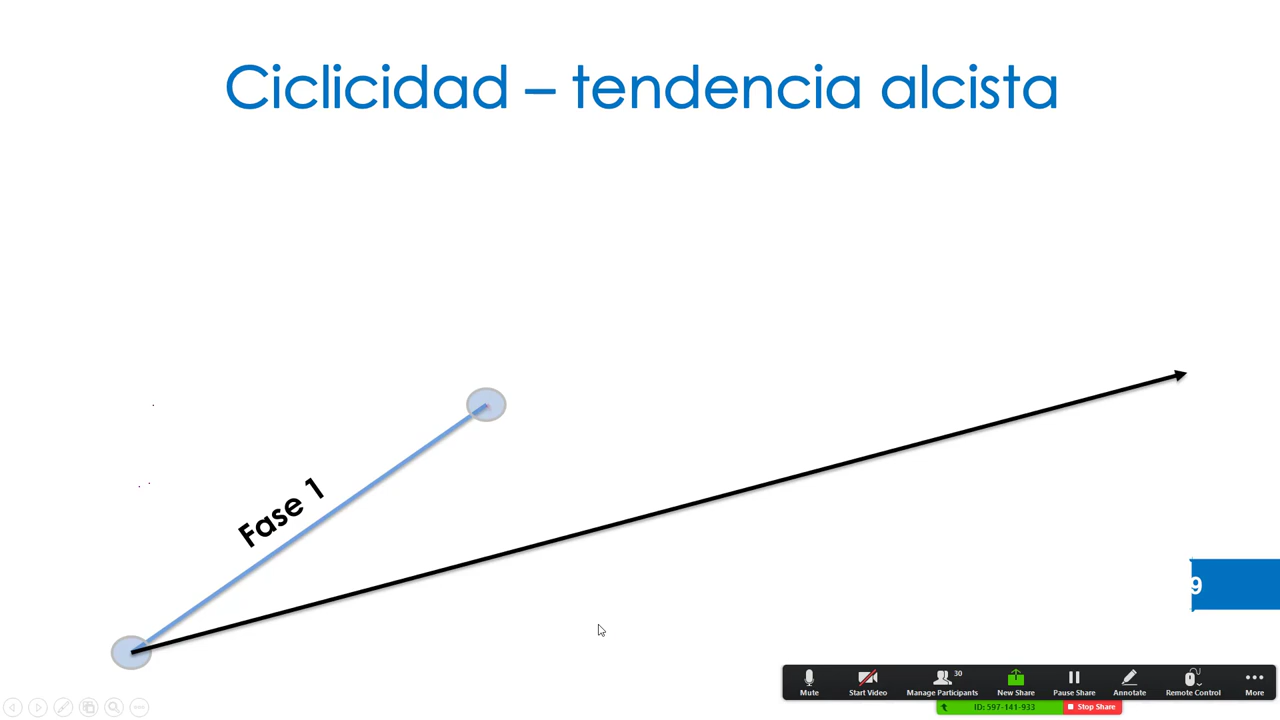 Ciclicidad – tendencia alcista
Fase 1
9
30
Mute
Start Video
Manage Participants
New Share
Pause Share
Annotate
Remote Control
More
ID: 597-141-933
Stop Share